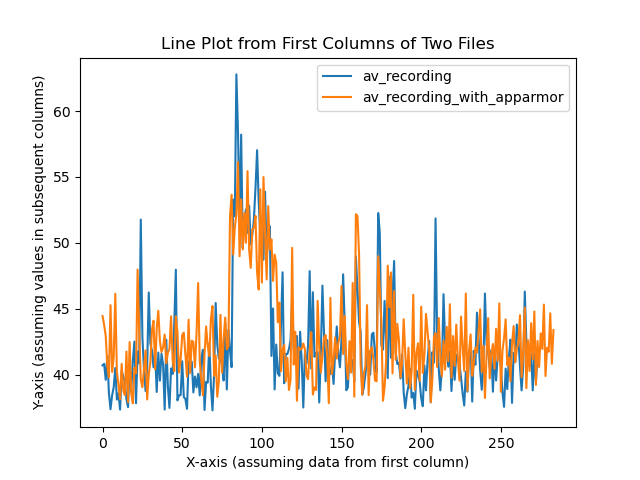 Line Plot from First Columns of Two Files
av_recording
av_recording_with_apparmor
Y-axis (assuming values in subsequent columns)
60
55
50
45
40
0
50
100
150
200
250
X-axis (assuming data from first column)